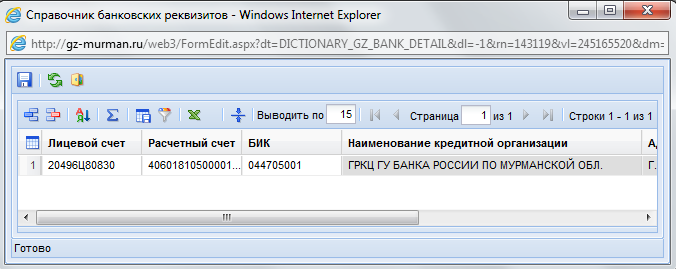 Справочник банковских реквизитов - Windows Internet Explorer
http://gz-murman.ru/web3/FormEdit.aspx?dt=DICTIONARY_GZ_BANK_DETAIL&dl=-1&rn=143119&vl=245165520&dm=
Выводить по 15 Страница 1 из 1 Строки 1 - 1 из 1
Лицевой счет Расчетный счет БИК Наименование кредитной организации
1 20496Ц80830 40601810500001... 044705001 ГРКЦ ГУ БАНКА РОССИИ ПО МУРМАНСКОЙ ОБЛ. Г.
Готово